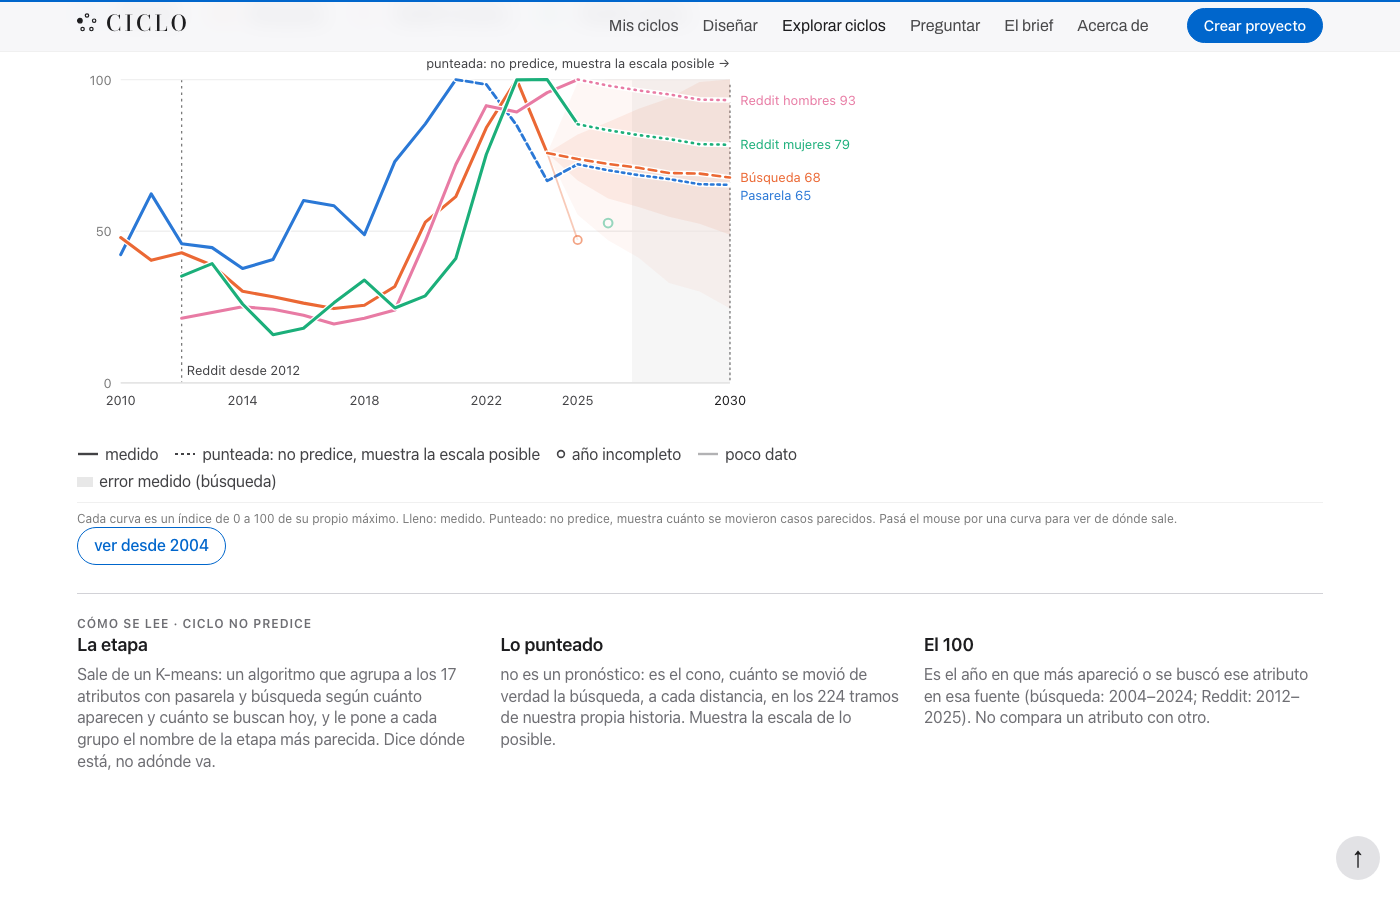 CICLO
Mis ciclos
Diseñar
Explorar ciclos
Preguntar
El brief
Acerca de
Crear proyecto
punteada: no predice, muestra la escala posible →
100
50
0
Reddit hombres 93
Reddit mujeres 79
Búsqueda 68
Pasarela 65
Reddit desde 2012
2010
2014
2018
2022
2025
2030
medido
punteada: no predice, muestra la escala posible
año incompleto
poco dato
error medido (búsqueda)
Cada curva es un índice de 0 a 100 de su propio máximo. Lleno: medido. Punteado: no predice, muestra cuánto se movieron casos parecidos. Pasá el mouse por una curva para ver de dónde sale.
ver desde 2004
CÓMO SE LEE · CICLO NO PREDICE
La etapa
Sale de un K-means: un algoritmo que agrupa a los 17
atributos con pasarela y búsqueda según cuánto
aparecen y cuánto se buscan hoy, y le pone a cada
grupo el nombre de la etapa más parecida. Dice dónde
está, no adónde va.
Lo punteado
no es un pronóstico: es el cono, cuánto se movió de
verdad la búsqueda, a cada distancia, en los 224 tramos
de nuestra propia historia. Muestra la escala de lo
posible.
El 100
Es el año en que más apareció o se buscó ese atributo
en esa fuente (búsqueda: 2004–2024; Reddit: 2012–
2025). No compara un atributo con otro.
↑